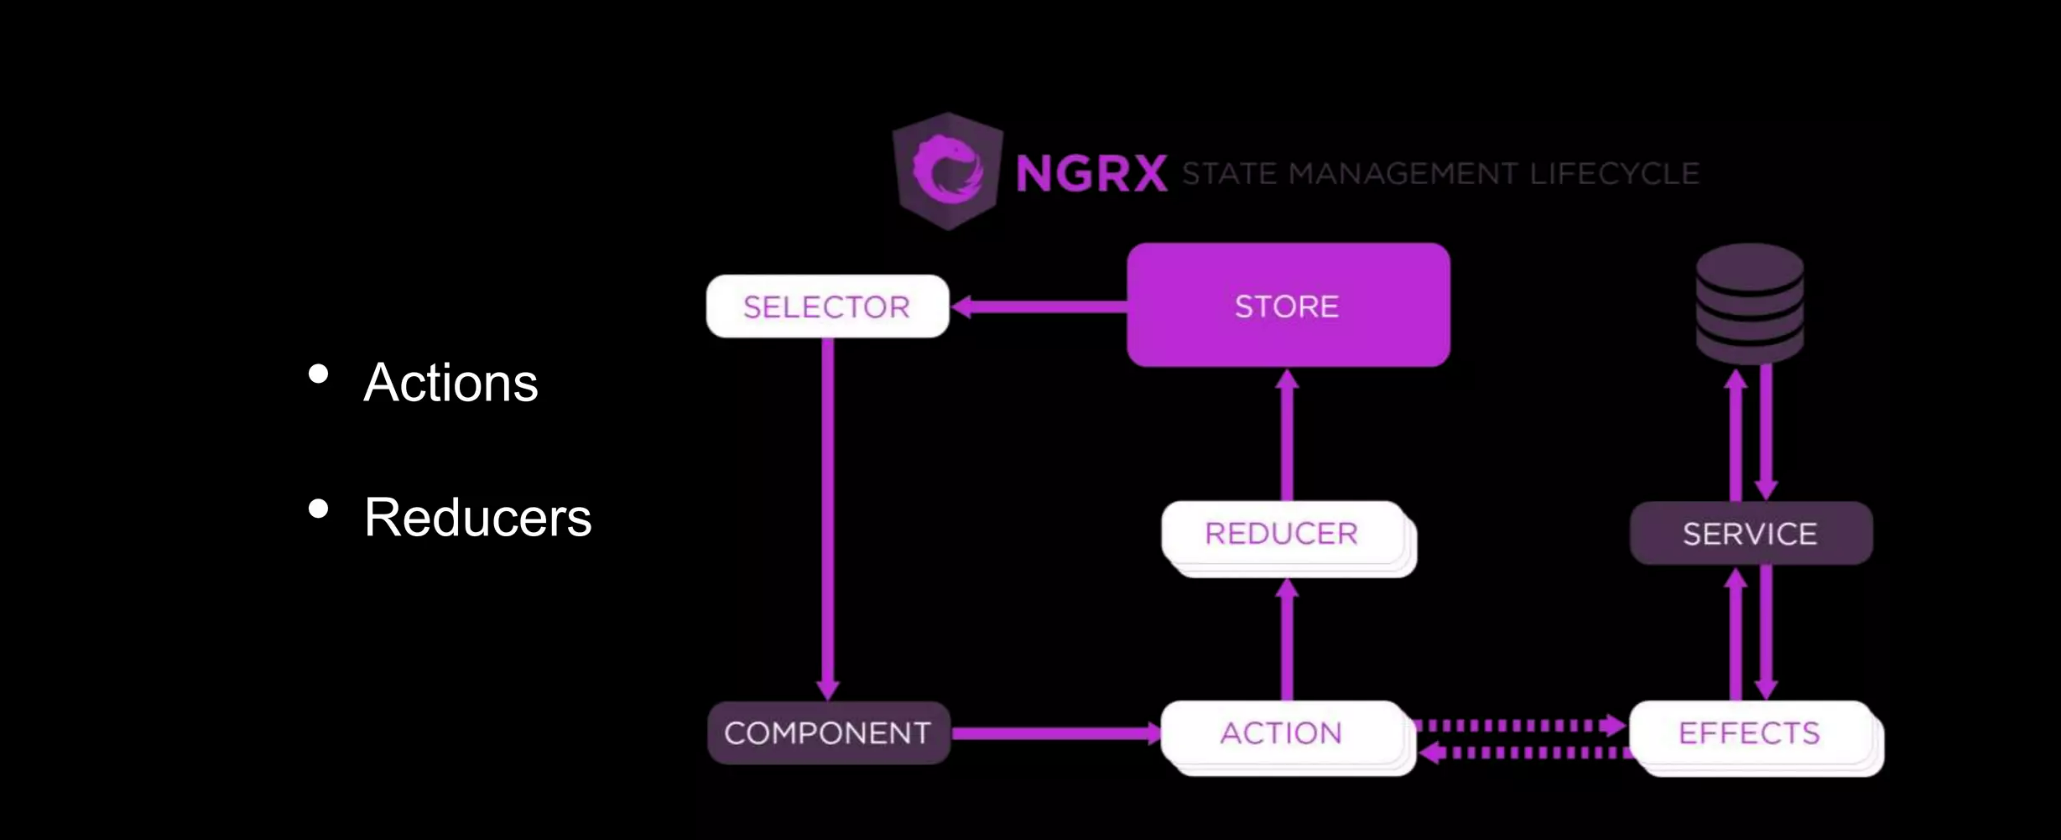 NGRX STATE MANAGEMENT LIFECYCLE
SELECTOR
STORE
Actions
Reducers
REDUCER
SERVICE
COMPONENT
ACTION
EFFECTS